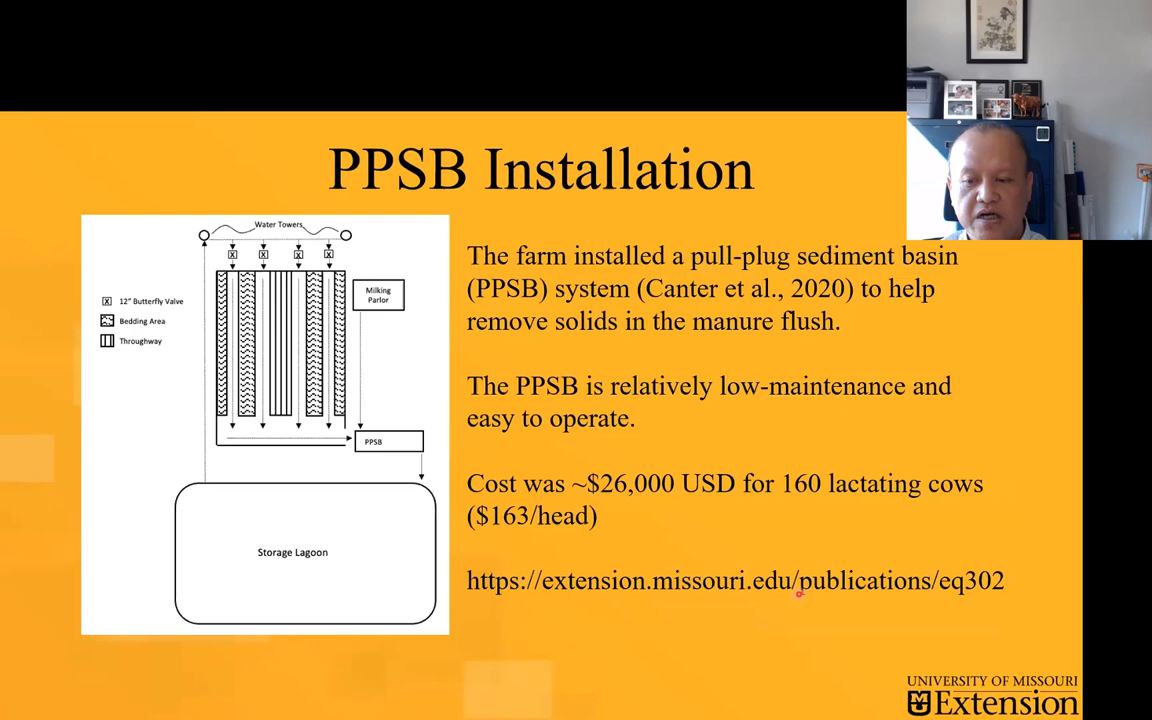 PPSB Installation
Water Towers
X X X X
Milking
Parlor
X 12" Butterfly Valve
Bedding Area
Throughway
PPSB
Storage Lagoon
The farm installed a pull-plug sediment basin
(PPSB) system (Canter et al., 2020) to help
remove solids in the manure flush.
The PPSB is relatively low-maintenance and
easy to operate.
Cost was ~$26,000 USD for 160 lactating cows
($163/head)
https://extension.missouri.edu/publications/eq302
UNIVERSITY OF MISSOURI
Extension